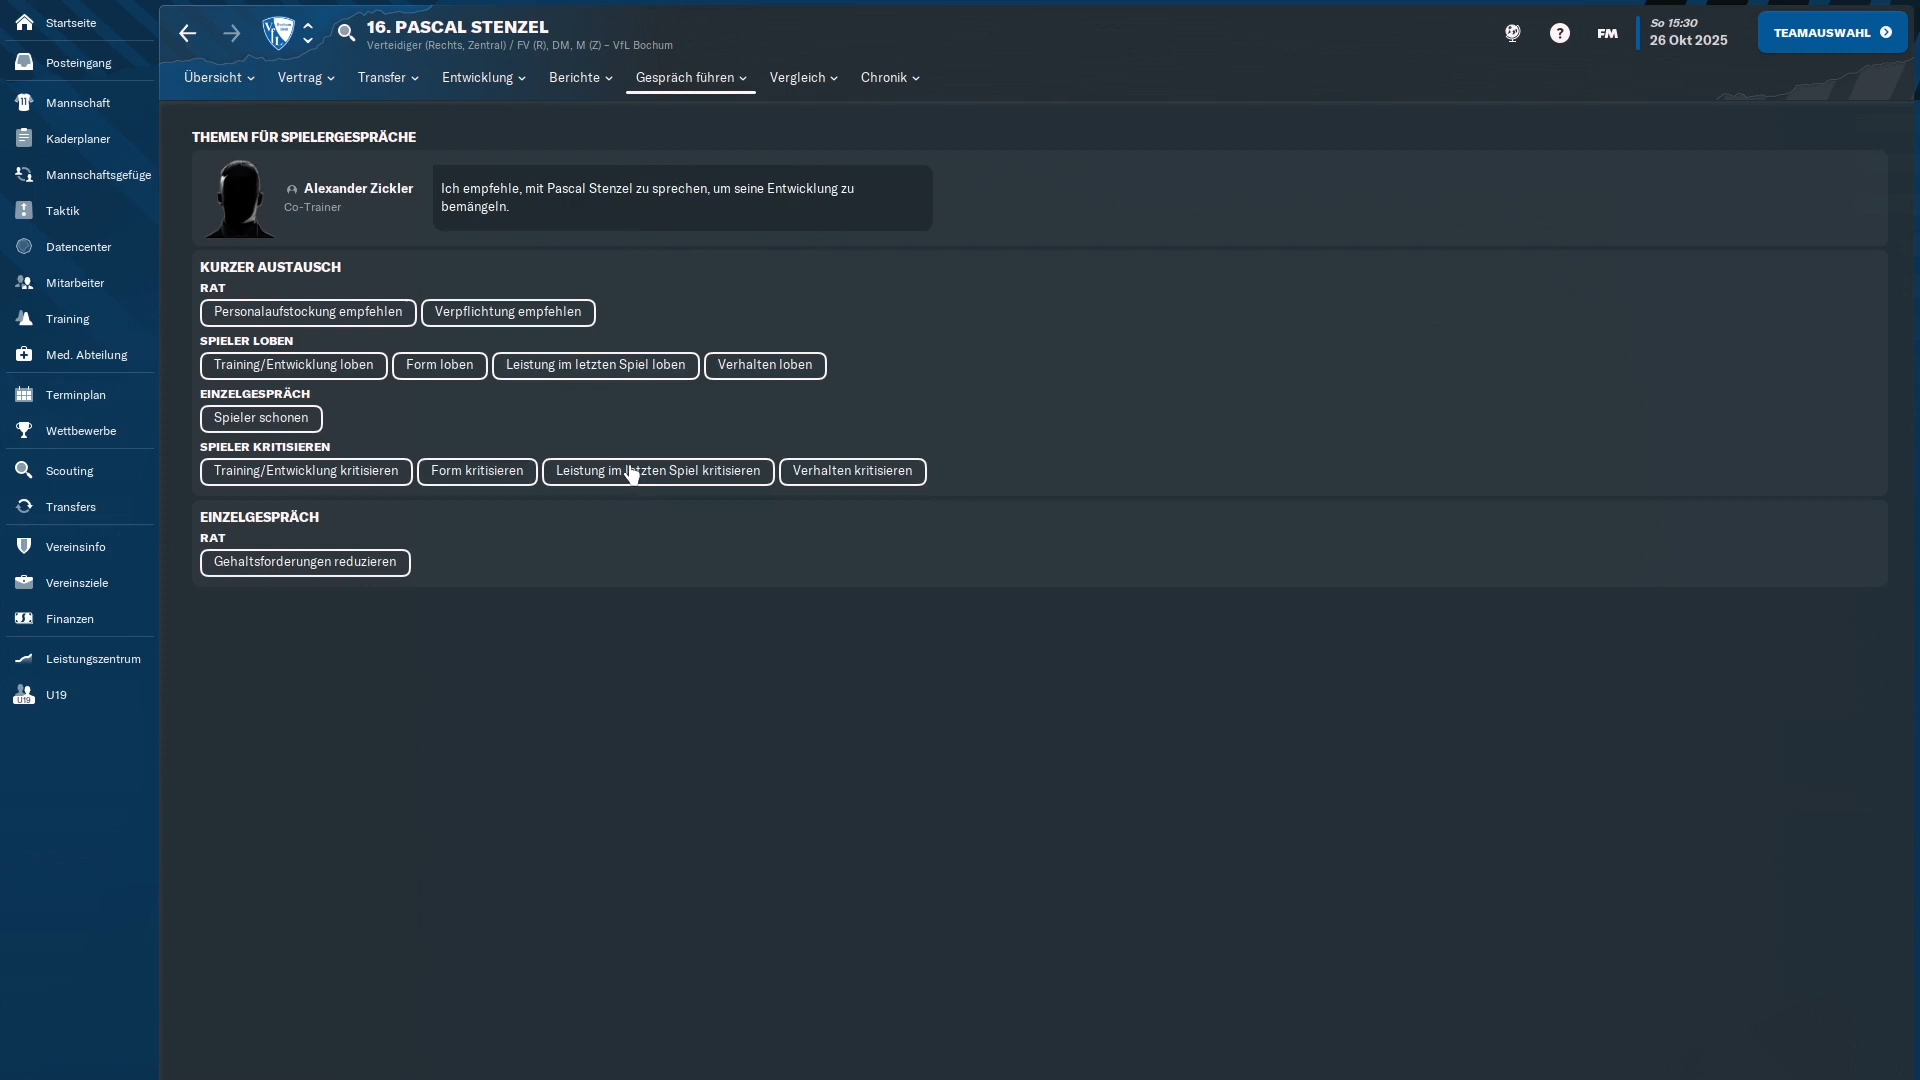 Startseite
Posteingang
Mannschaft
Kaderplaner
Mannschaftsgefüge
Taktik
Datencenter
Mitarbeiter
Training
Med. Abteilung
Terminplan
Wettbewerbe
Scouting
Transfers
Vereinsinfo
Vereinsziele
Finanzen
Leistungszentrum
U19
U19
16. PASCAL STENZEL
Verteidiger (Rechts, Zentral) / FV (R), DM, M (Z) – VfL Bochum
FM
So 15:30
26 Okt 2025
TEAMAUSWAHL
Übersicht Vertrag Transfer Entwicklung Berichte Gespräch führen Vergleich Chronik
THEMEN FÜR SPIELERGESPRÄCHE
Alexander Zickler
Co-Trainer
Ich empfehle, mit Pascal Stenzel zu sprechen, um seine Entwicklung zu
bemängeln.
KURZER AUSTAUSCH
RAT
Personalaufstockung empfehlen Verpflichtung empfehlen
SPIELER LOBEN
Training/Entwicklung loben Form loben Leistung im letzten Spiel loben Verhalten loben
EINZELGESPRÄCH
Spieler schonen
SPIELER KRITISIEREN
Training/Entwicklung kritisieren Form kritisieren Leistung im letzten Spiel kritisieren Verhalten kritisieren
EINZELGESPRÄCH
RAT
Gehaltsforderungen reduzieren